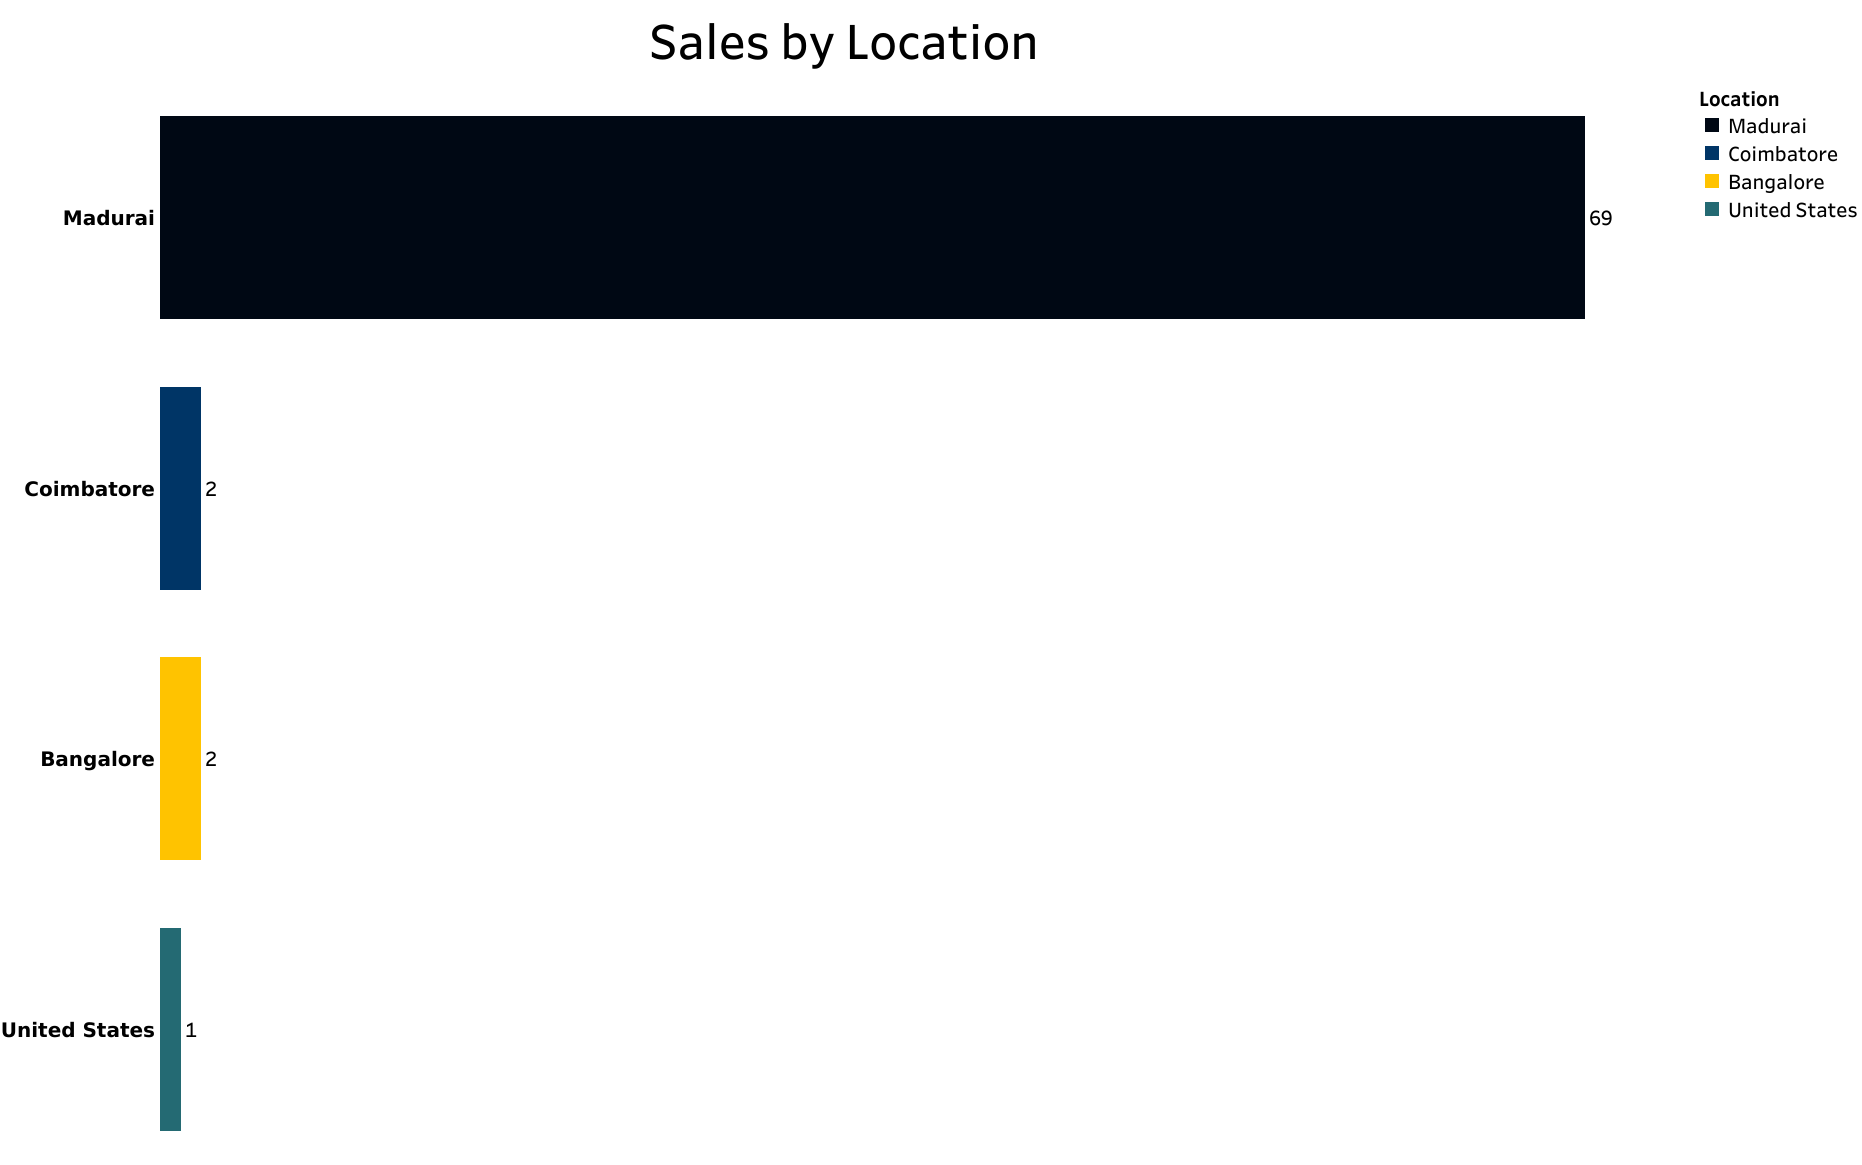 Sales by Location
Location
Madurai
Coimbatore
Bangalore
United States
Madurai 69
Coimbatore 2
Bangalore 2
United States 1